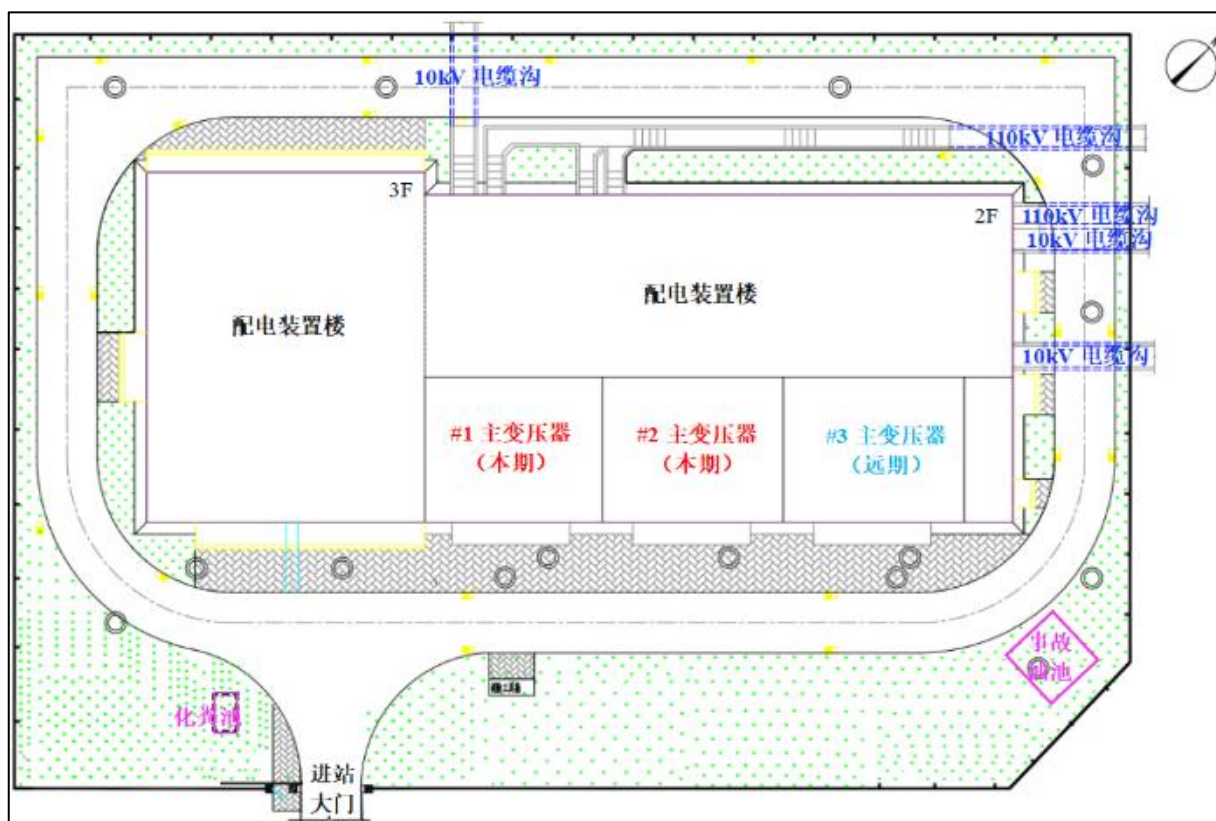 10kV 电缆沟
110kV 电缆沟
3F
2F
110kV 电缆沟
10kV 电缆沟
配电装置楼
配电装置楼
10kV 电缆沟
#1 主变压器
(本期)
#2 主变压器
(本期)
#3 主变压器
(远期)
事故
油池
化粪池
进站
大门